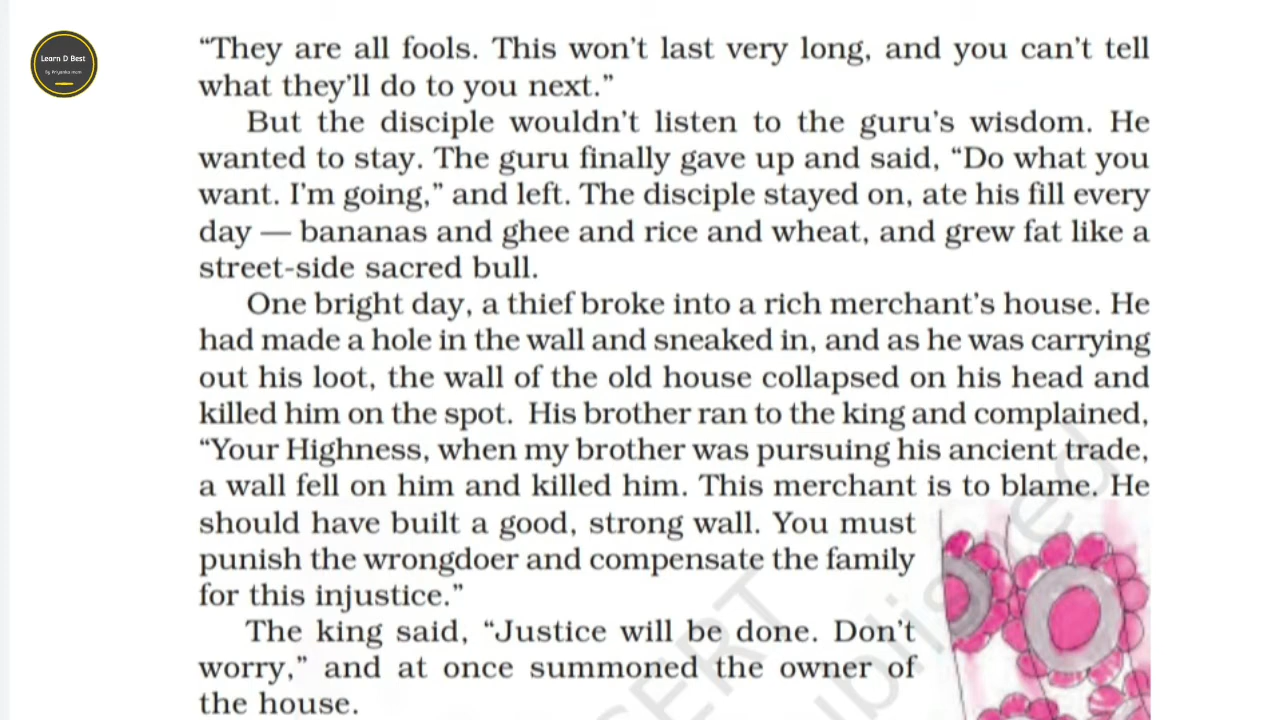 Learn D Best
by Priyanka mam
“They are all fools. This won’t last very long, and you can’t tell
what they’ll do to you next.”
But the disciple wouldn’t listen to the guru’s wisdom. He
wanted to stay. The guru finally gave up and said, “Do what you
want. I’m going,” and left. The disciple stayed on, ate his fill every
day — bananas and ghee and rice and wheat, and grew fat like a
street-side sacred bull.
One bright day, a thief broke into a rich merchant’s house. He
had made a hole in the wall and sneaked in, and as he was carrying
out his loot, the wall of the old house collapsed on his head and
killed him on the spot. His brother ran to the king and complained,
“Your Highness, when my brother was pursuing his ancient trade,
a wall fell on him and killed him. This merchant is to blame. He
should have built a good, strong wall. You must
punish the wrongdoer and compensate the family
for this injustice.”
The king said, “Justice will be done. Don’t
worry,” and at once summoned the owner of
the house.